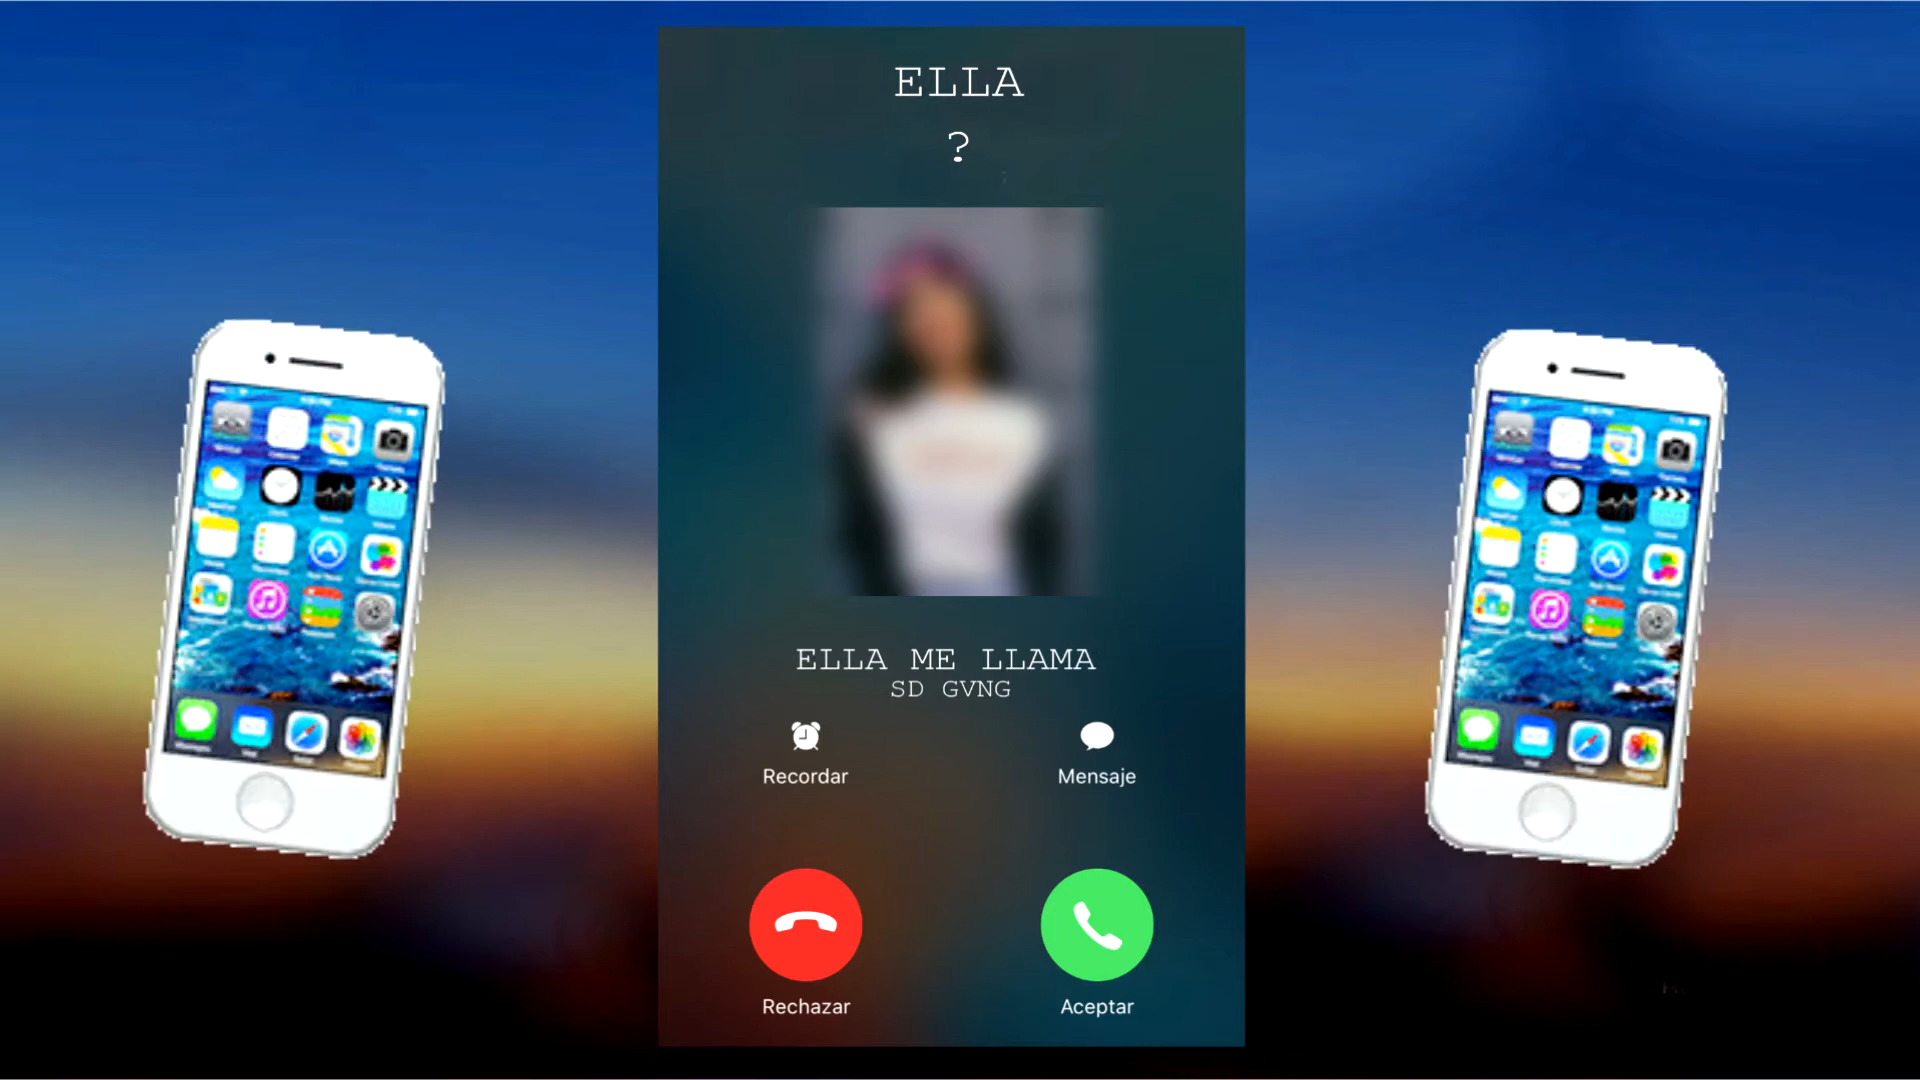 ELLA
?
ELLA ME LLAMA
SD GVNG
Recordar
Mensaje
Rechazar
Aceptar